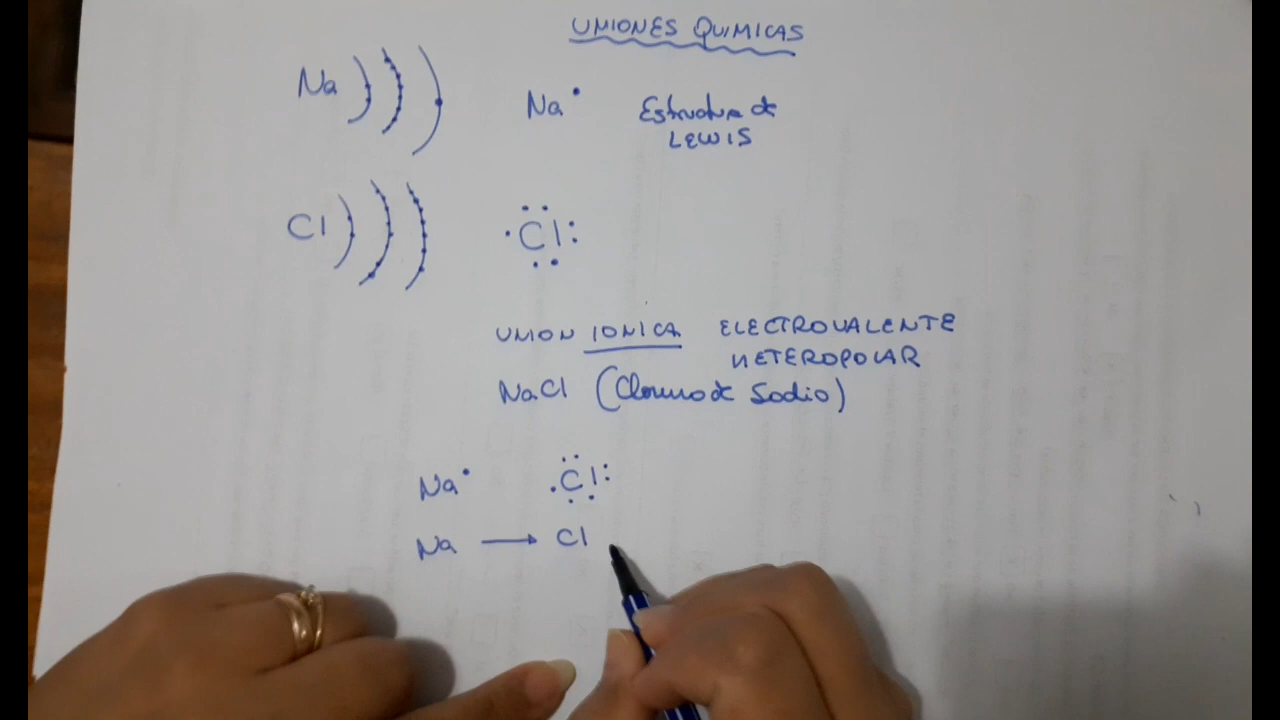 UNIONES QUIMICAS
Na
Na• Estructura de
LEWIS
Cl
Cl
UNION IONICA ELECTROVALENTE
HETEROPOLAR
NaCl (Cloruro de Sodio)
Na• Cl
Na → Cl